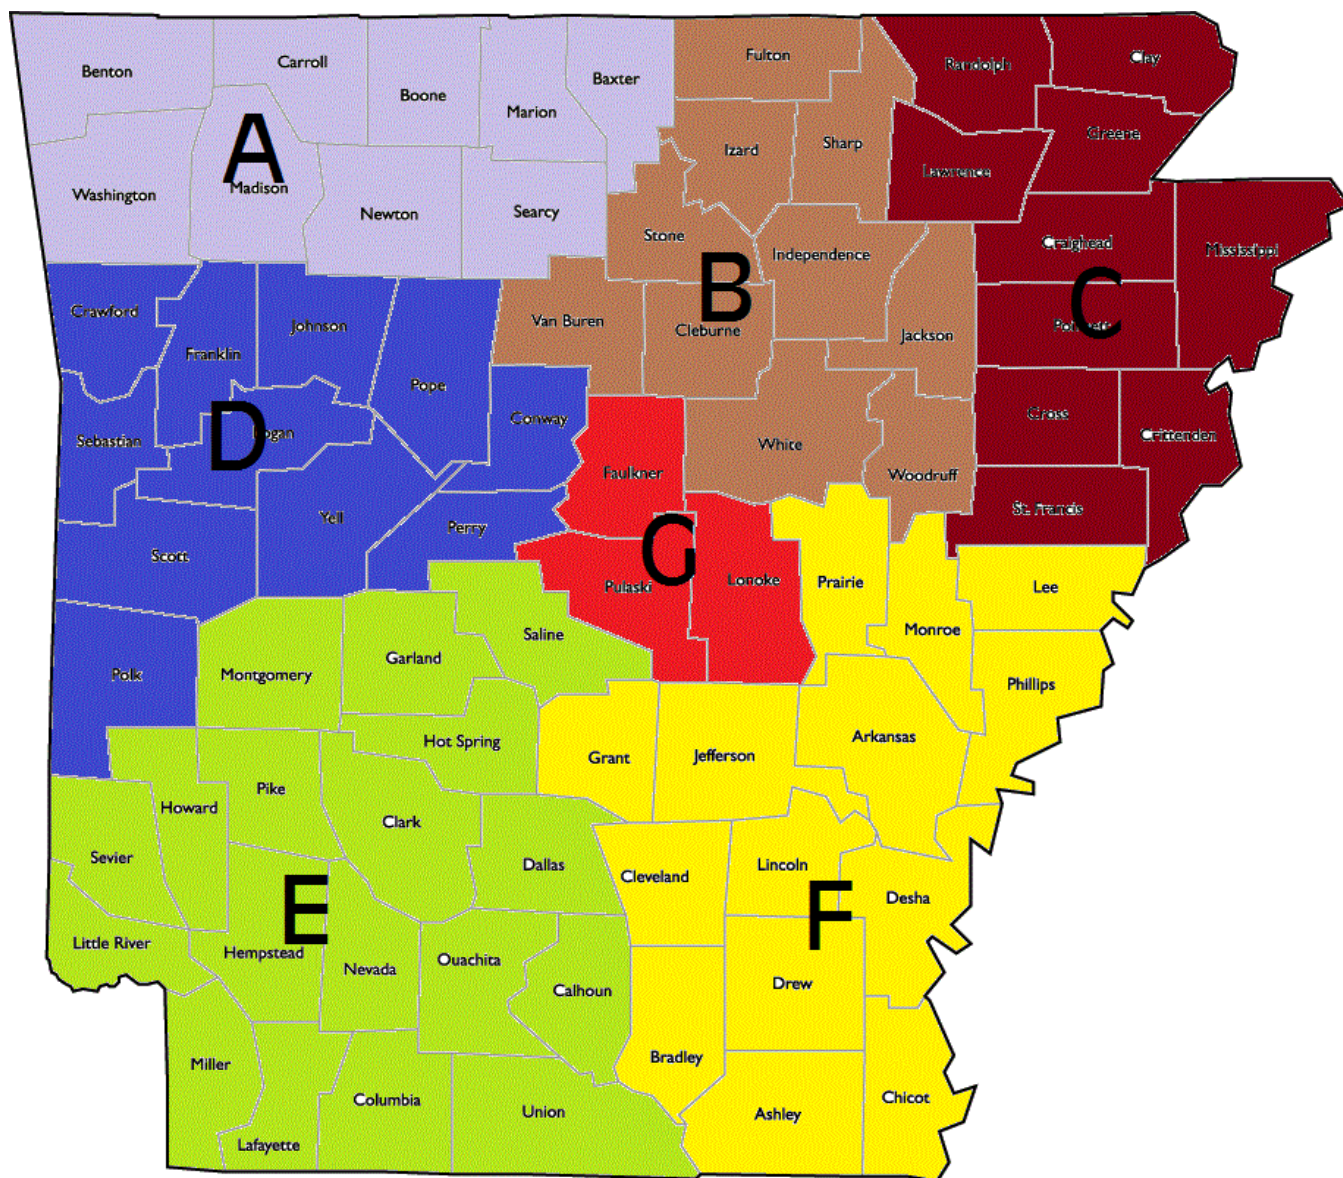 Benton
Carroll
Boone
Marion
Baxter
Fulton
Randolph
Clay
Washington
A
Madison
Newton
Searcy
Izard
Sharp
Lawrence
Greene
Stone
B
Independence
Craighead
Mississippi
C
Crawford
Johnson
Franklin
Pope
Van Buren
Cleburne
Jackson
Poinsett
Sebastian
D
Logan
Conway
Faulkner
White
Woodruff
Cross
Crittenden
St. Francis
Scott
Yell
Perry
G
Pulaski
Lonoke
Prairie
Monroe
Lee
Polk
Montgomery
Garland
Saline
Phillips
Hot Spring
Grant
Jefferson
Arkansas
Howard
Pike
Clark
Sevier
Dallas
Cleveland
Lincoln
Desha
E
F
Little River
Hempstead
Nevada
Ouachita
Calhoun
Drew
Miller
Columbia
Union
Bradley
Ashley
Chicot
Lafayette